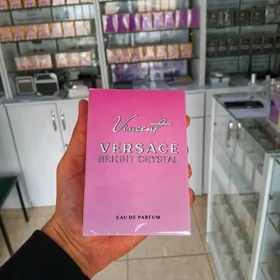 Vincent
VERSACE
BRIGHT CRYSTAL
EAU DE PARFUM